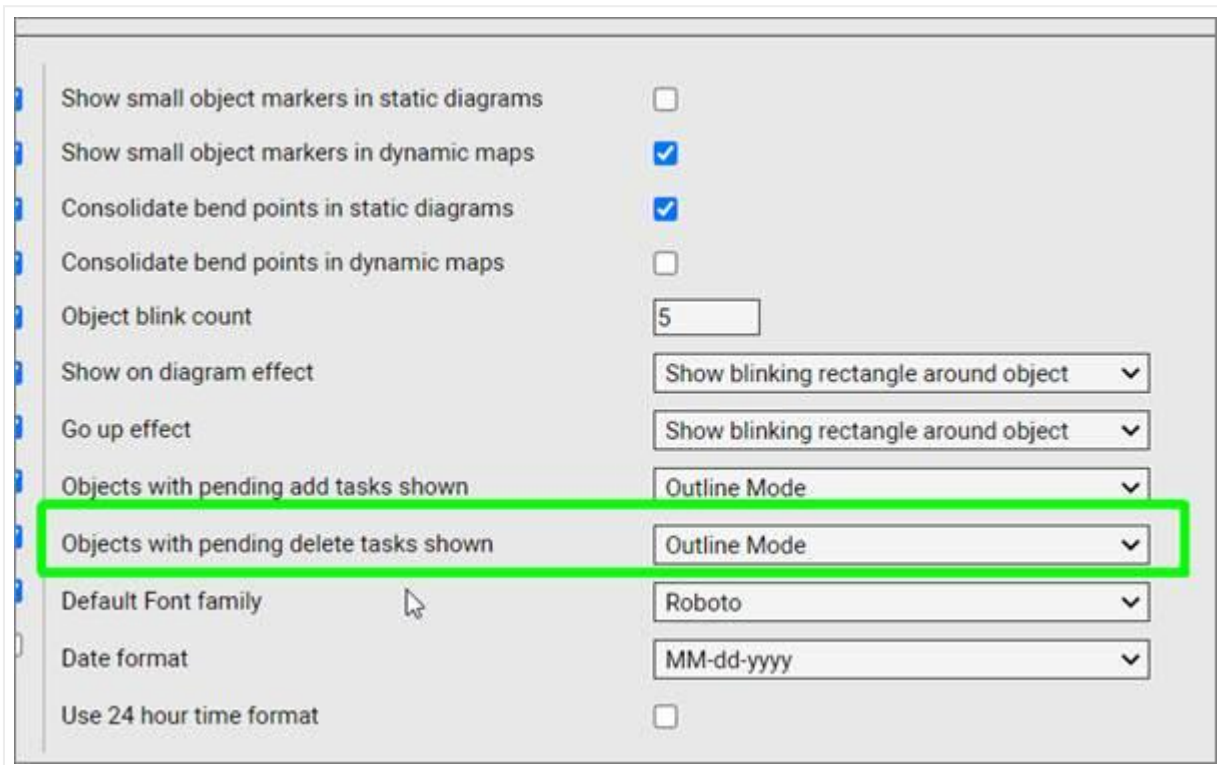 Show small object markers in static diagrams
Show small object markers in dynamic maps
Consolidate bend points in static diagrams
Consolidate bend points in dynamic maps
Object blink count 5
Show on diagram effect Show blinking rectangle around object
Go up effect Show blinking rectangle around object
Objects with pending add tasks shown Outline Mode
Objects with pending delete tasks shown Outline Mode
Default Font family Roboto
Date format MM-dd-yyyy
Use 24 hour time format